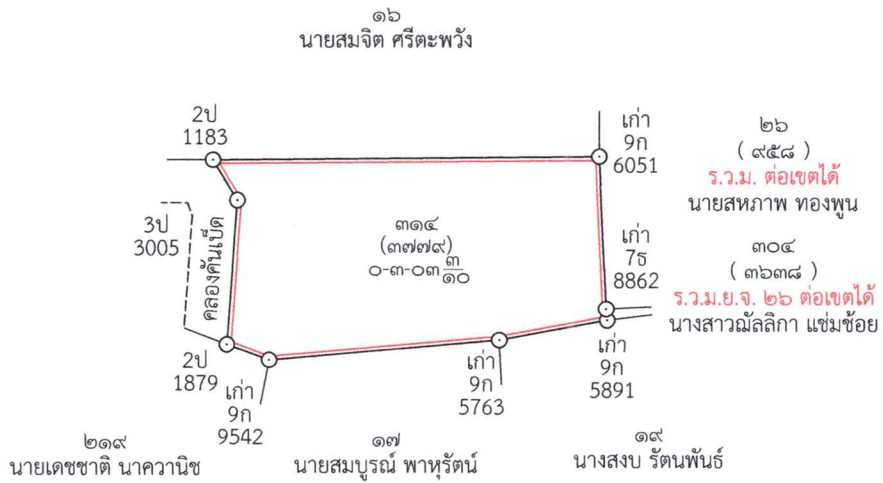 ๑๖
นายสมจิต ศรีตะพวัง
2ป
1183
เก่า
9ก
6051
๒๖
( ๙๕๘ )
ร.ว.ม. ต่อเขตได้
นายสหภาพ ทองพูน
3ป
3005
คลองคันเบ็ด
๓๑๔
(๓๗๗๙)
๐-๓-๐๓ ๓/๑๐
เก่า
7ธ
8862
๓๐๔
( ๓๖๓๘ )
ร.ว.ม.ย.จ. ๒๖ ต่อเขตได้
นางสาวณัลลิกา แช่มช้อย
2ป
1879
เก่า
9ก
9542
เก่า
9ก
5763
เก่า
9ก
5891
๒๑๙
นายเดชชาติ นาควานิช
๑๗
นายสมบูรณ์ พาหุรัตน์
๑๙
นางสงบ รัตนพันธ์